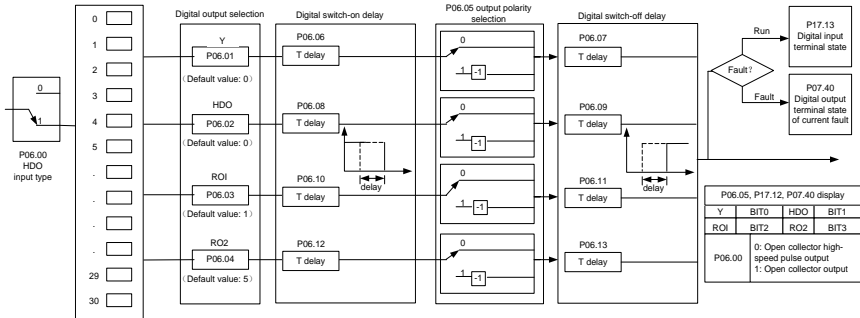 0
1
2
3
4
5
.
.
.
.
29
30
0
1
P06.00
HDO
input type
Digital output selection
Y
P06.01
(Default value: 0)
HDO
P06.02
(Default value: 0)
ROI
P06.03
(Default value: 1)
RO2
P06.04
(Default value: 5)
Digital switch-on delay
P06.06
T delay
P06.08
T delay
delay
P06.10
T delay
P06.12
T delay
P06.05 output polarity
selection
0
1
-1
0
1
-1
0
1
-1
0
1
-1
Digital switch-off delay
P06.07
T delay
P06.09
T delay
delay
P06.11
T delay
P06.13
T delay
Fault?
Run
Fault
P17.13
Digital input
terminal state
P07.40
Digital output
terminal state
of current fault
P06.05, P17.12, P07.40 display
Y BIT0 HDO BIT1
ROI BIT2 RO2 BIT3
P06.00
0: Open collector high-
speed pulse output
1: Open collector output